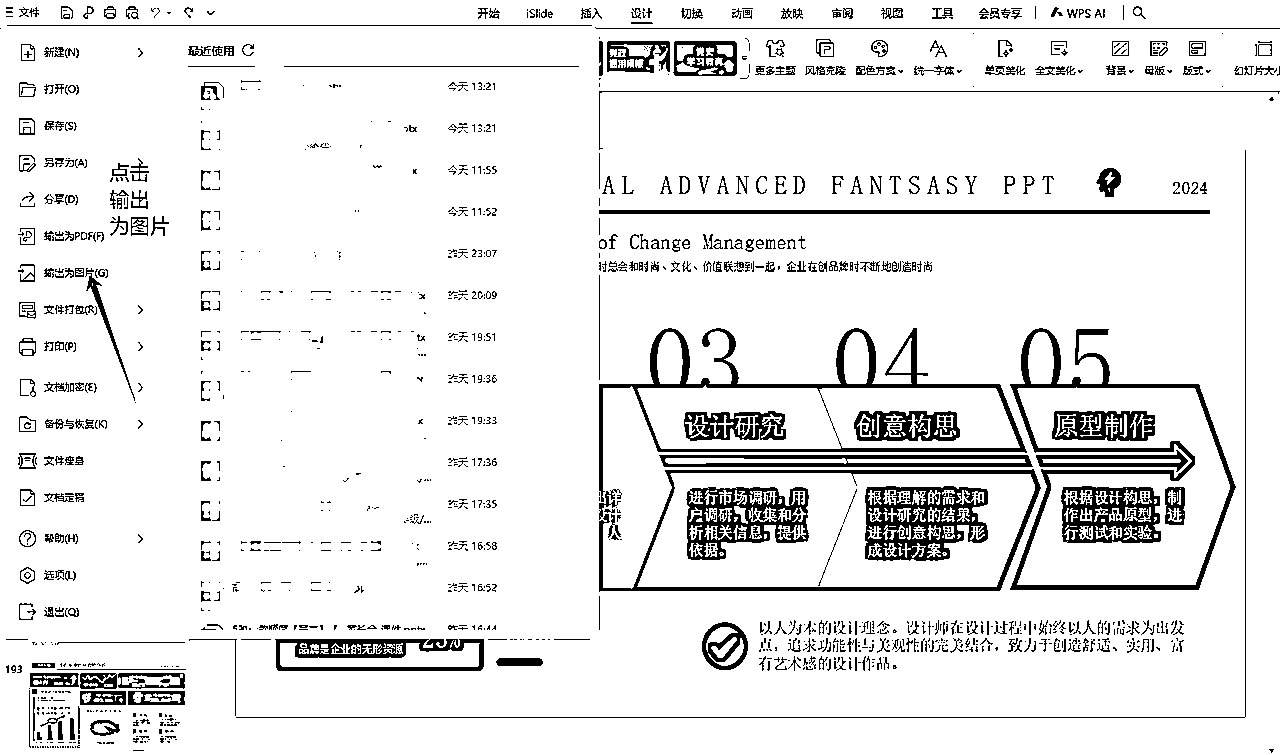 文件
开始 iSlide 插入 设计 切换 动画 放映 审阅 视图 工具 会员专享 WPS AI
更多主题 风格克隆 配色方案 统一字体 单页美化 全文美化 背景 母版 版式 幻灯片大小
新建(N)
打开(O)
保存(S)
另存为(A)
分享(D)
输出为PDF(F)
输出为图片(G)
文件打包(R)
打印(P)
文档加密(E)
备份与恢复(K)
文件瘦身
文档定稿
帮助(H)
选项(L)
退出(Q)
点击
输出
为图片
最近使用
今天 13:21
今天 13:21
今天 11:55
今天 11:52
昨天 23:07
昨天 20:09
昨天 19:51
昨天 19:36
昨天 19:33
昨天 17:36
昨天 17:35
昨天 16:58
昨天 16:52
昨天 16:44
AL ADVANCED FANTSASY PPT
2024
of Change Management
时总会和时尚、文化、价值联想到一起，企业在创品牌时不断地创造时尚
03 04 05
设计研究
进行市场调研，用
户调研，收集和分
析相关信息，提供
依据。
创意构思
根据理解的需求和
设计研究的结果，
进行创意构思，形
成设计方案。
原型制作
根据设计构思，制
作出产品原型，进
行测试和实验。
品牌是企业的无形资源
23%
以人为本的设计理念。设计师在设计过程中始终以人的需求为出发
点，追求功能性与美观性的完美结合，致力于创造舒适、实用、富
有艺术感的设计作品。
193